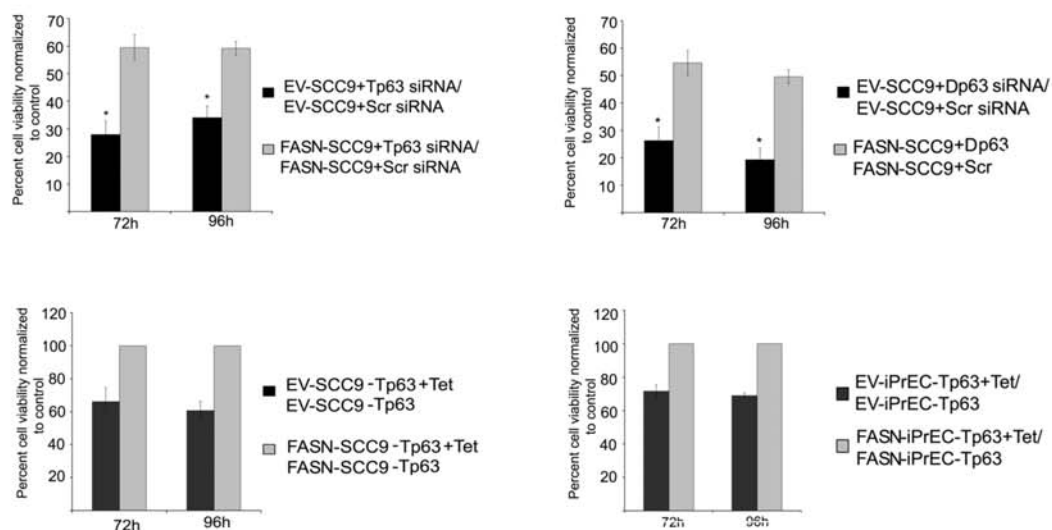 Percent cell viability normalized
to control
70
60
50
40
30
20
10
*
*
72h
96h
EV-SCC9+Tp63 siRNA/
EV-SCC9+Scr siRNA
FASN-SCC9+Tp63 siRNA/
FASN-SCC9+Scr siRNA
Percent cell viability normalized
to control
70
60
50
40
30
20
10
*
*
72h
96h
EV-SCC9+Dp63 siRNA/
EV-SCC9+Scr siRNA
FASN-SCC9+Dp63
FASN-SCC9+Scr
Percent cell viability normalized
to control
120
100
80
60
40
20
72h
96h
EV-SCC9-Tp63+Tet
EV-SCC9-Tp63
FASN-SCC9-Tp63+Tet
FASN-SCC9-Tp63
Percent cell viability normalized
to control
120
100
80
60
40
20
72h
96h
EV-iPrEC-Tp63+Tet/
EV-iPrEC-Tp63
FASN-iPrEC-Tp63+Tet/
FASN-iPrEC-Tp63